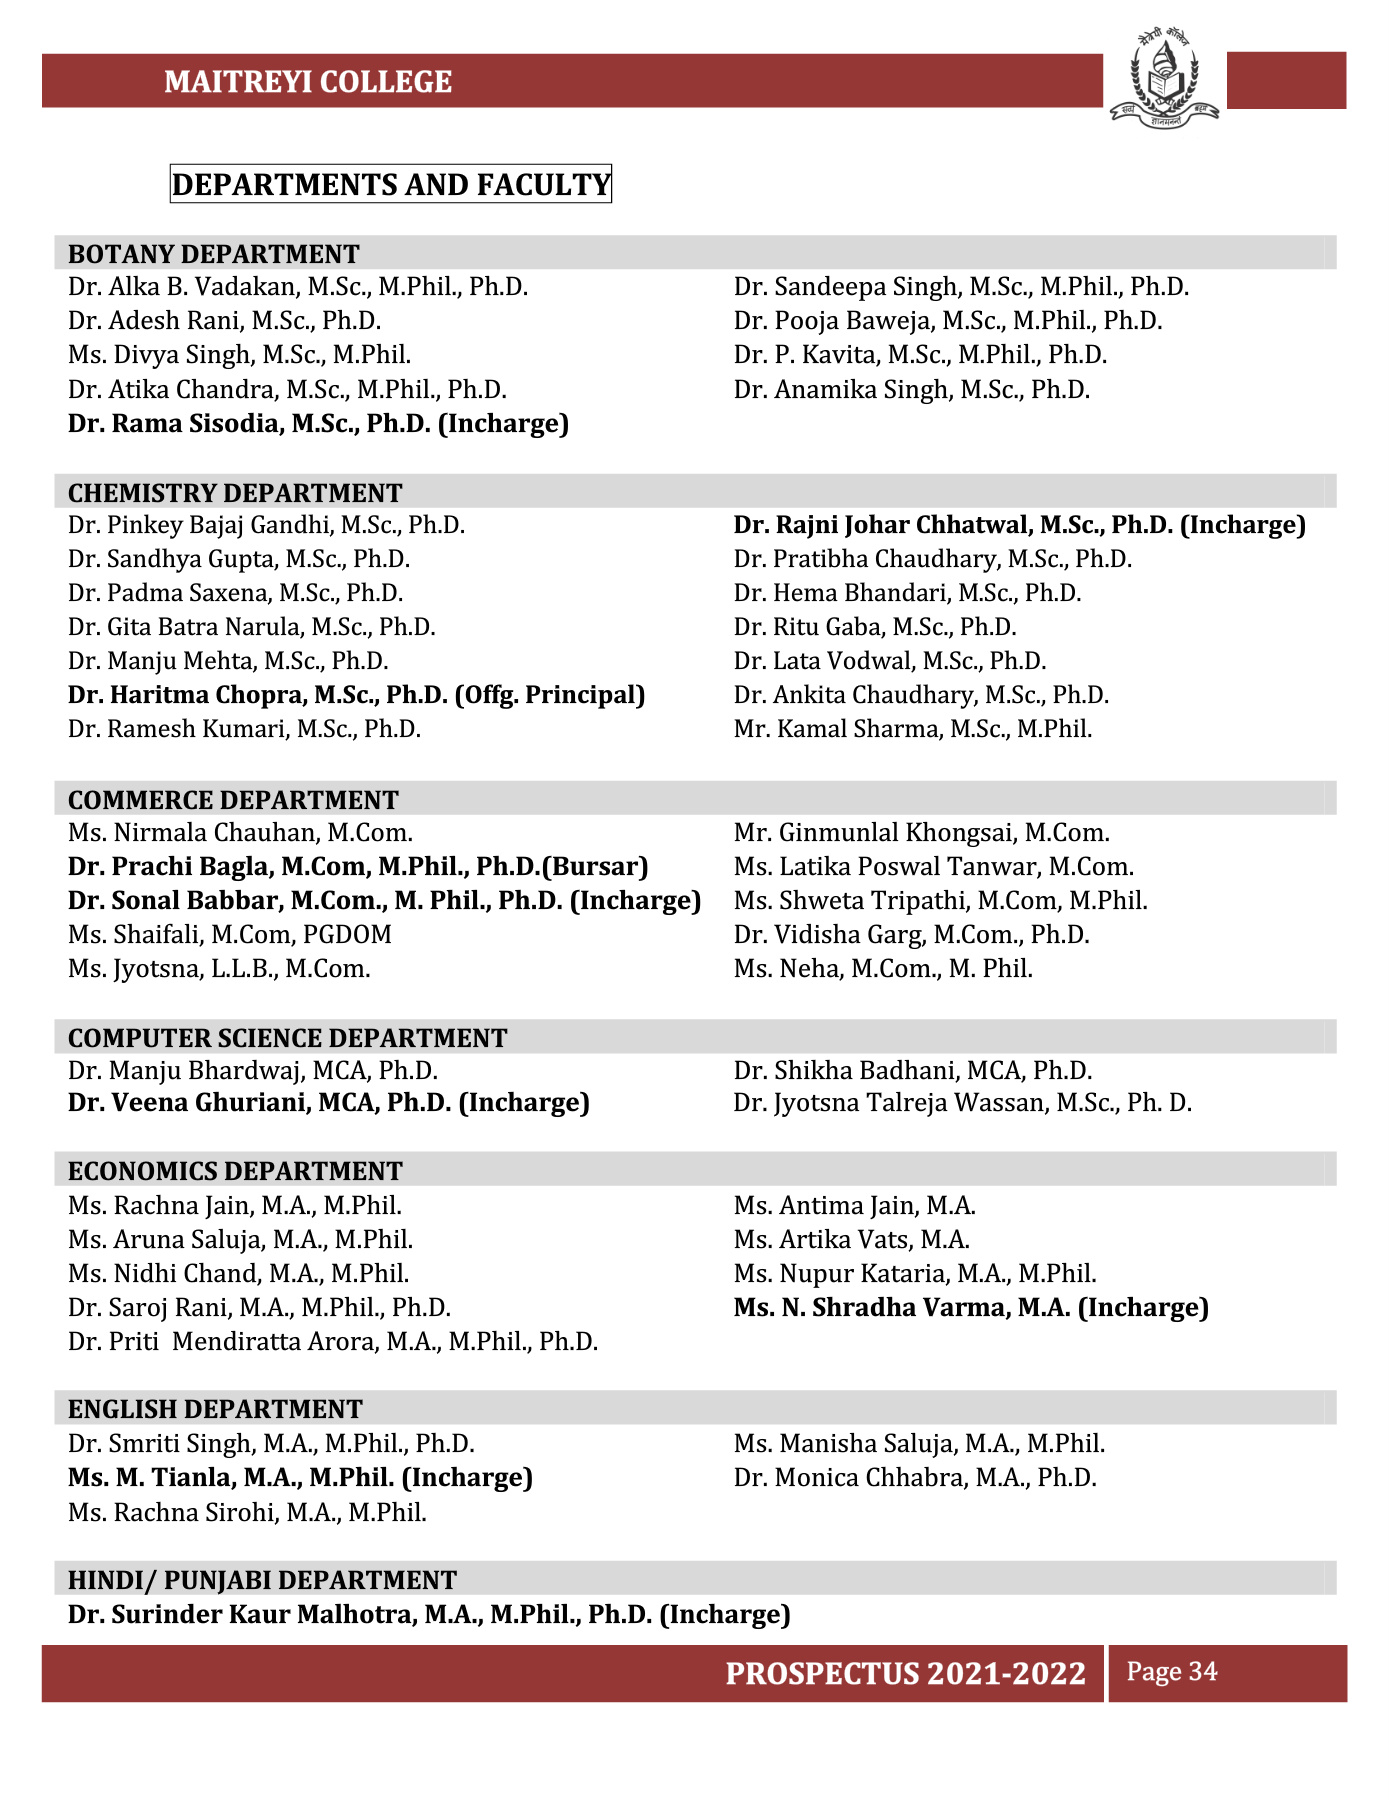 MAITREYI COLLEGE
मैत्रेयी कॉलेज
ज्ञानमनन्तं
DEPARTMENTS AND FACULTY
BOTANY DEPARTMENT
Dr. Alka B. Vadakan, M.Sc., M.Phil., Ph.D.
Dr. Adesh Rani, M.Sc., Ph.D.
Ms. Divya Singh, M.Sc., M.Phil.
Dr. Atika Chandra, M.Sc., M.Phil., Ph.D.
Dr. Rama Sisodia, M.Sc., Ph.D. (Incharge)
Dr. Sandeepa Singh, M.Sc., M.Phil., Ph.D.
Dr. Pooja Baweja, M.Sc., M.Phil., Ph.D.
Dr. P. Kavita, M.Sc., M.Phil., Ph.D.
Dr. Anamika Singh, M.Sc., Ph.D.
CHEMISTRY DEPARTMENT
Dr. Pinkey Bajaj Gandhi, M.Sc., Ph.D.
Dr. Sandhya Gupta, M.Sc., Ph.D.
Dr. Padma Saxena, M.Sc., Ph.D.
Dr. Gita Batra Narula, M.Sc., Ph.D.
Dr. Manju Mehta, M.Sc., Ph.D.
Dr. Haritma Chopra, M.Sc., Ph.D. (Offg. Principal)
Dr. Ramesh Kumari, M.Sc., Ph.D.
Dr. Rajni Johar Chhatwal, M.Sc., Ph.D. (Incharge)
Dr. Pratibha Chaudhary, M.Sc., Ph.D.
Dr. Hema Bhandari, M.Sc., Ph.D.
Dr. Ritu Gaba, M.Sc., Ph.D.
Dr. Lata Vodwal, M.Sc., Ph.D.
Dr. Ankita Chaudhary, M.Sc., Ph.D.
Mr. Kamal Sharma, M.Sc., M.Phil.
COMMERCE DEPARTMENT
Ms. Nirmala Chauhan, M.Com.
Dr. Prachi Bagla, M.Com, M.Phil., Ph.D.(Bursar)
Dr. Sonal Babbar, M.Com., M. Phil., Ph.D. (Incharge)
Ms. Shaifali, M.Com, PGDOM
Ms. Jyotsna, L.L.B., M.Com.
Mr. Ginmunlal Khongsai, M.Com.
Ms. Latika Poswal Tanwar, M.Com.
Ms. Shweta Tripathi, M.Com, M.Phil.
Dr. Vidisha Garg, M.Com., Ph.D.
Ms. Neha, M.Com., M. Phil.
COMPUTER SCIENCE DEPARTMENT
Dr. Manju Bhardwaj, MCA, Ph.D.
Dr. Veena Ghuriani, MCA, Ph.D. (Incharge)
Dr. Shikha Badhani, MCA, Ph.D.
Dr. Jyotsna Talreja Wassan, M.Sc., Ph. D.
ECONOMICS DEPARTMENT
Ms. Rachna Jain, M.A., M.Phil.
Ms. Aruna Saluja, M.A., M.Phil.
Ms. Nidhi Chand, M.A., M.Phil.
Dr. Saroj Rani, M.A., M.Phil., Ph.D.
Dr. Priti Mendiratta Arora, M.A., M.Phil., Ph.D.
Ms. Antima Jain, M.A.
Ms. Artika Vats, M.A.
Ms. Nupur Kataria, M.A., M.Phil.
Ms. N. Shradha Varma, M.A. (Incharge)
ENGLISH DEPARTMENT
Dr. Smriti Singh, M.A., M.Phil., Ph.D.
Ms. M. Tianla, M.A., M.Phil. (Incharge)
Ms. Rachna Sirohi, M.A., M.Phil.
Ms. Manisha Saluja, M.A., M.Phil.
Dr. Monica Chhabra, M.A., Ph.D.
HINDI/ PUNJABI DEPARTMENT
Dr. Surinder Kaur Malhotra, M.A., M.Phil., Ph.D. (Incharge)
PROSPECTUS 2021-2022
Page 34